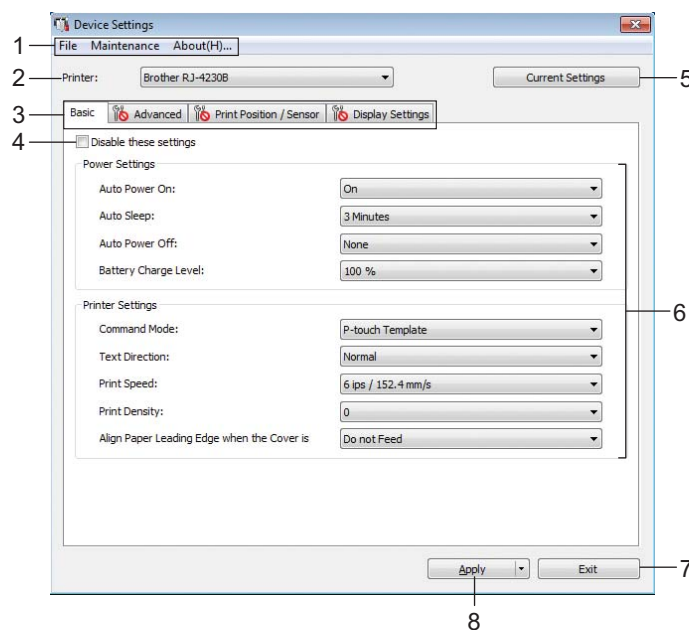 Device Settings
1 File Maintenance About(H)...
2 Printer: Brother RJ-4230B Current Settings 5
3 Basic Advanced Print Position / Sensor Display Settings
4 Disable these settings
Power Settings
Auto Power On: On
Auto Sleep: 3 Minutes
Auto Power Off: None
Battery Charge Level: 100 %
Printer Settings
6
Command Mode: P-touch Template
Text Direction: Normal
Print Speed: 6 ips / 152.4 mm/s
Print Density: 0
Align Paper Leading Edge when the Cover is Do not Feed
Apply Exit 7
8